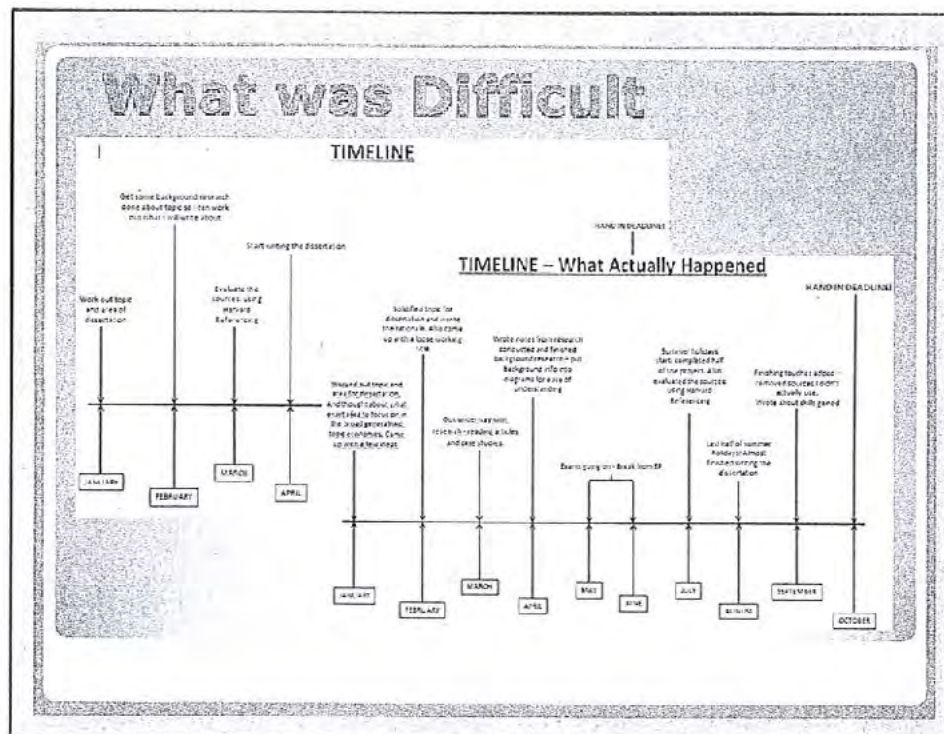 What was Difficult
TIMELINE
Get some background research
done about topic so I can work
out what I will write about
Start writing the dissertation
HAND IN DEADLINE!
Work out topic
and area of
dissertation
Evaluate the
sources, using
Harvard
Referencing
JANUARY
FEBRUARY
MARCH
APRIL
TIMELINE – What Actually Happened
HAND IN DEADLINE!
Worked out topic and
area for dissertation.
And thought about what
I wanted to focus on in
the broad generalised
topic economics. Came
up with a few ideas
Solidified topic for
dissertation and wrote
the rationale. Also came
up with a loose working
title
research – reading articles
and case studies.
Wrote notes from research
conducted and finished
background research – put
background info into
diagrams for ease of
understanding
Exams going on – Break from EP
Summer holidays
start, completed half
of the project. Also
evaluated the sources
using Harvard
Referencing
Last half of summer
holidays! Almost
finished writing the
dissertation
Finishing touches added –
removed sources I didn't
actually use.
Wrote about skills gained
JANUARY
FEBRUARY
MARCH
APRIL
MAY
JUNE
JULY
AUGUST
SEPTEMBER
OCTOBER